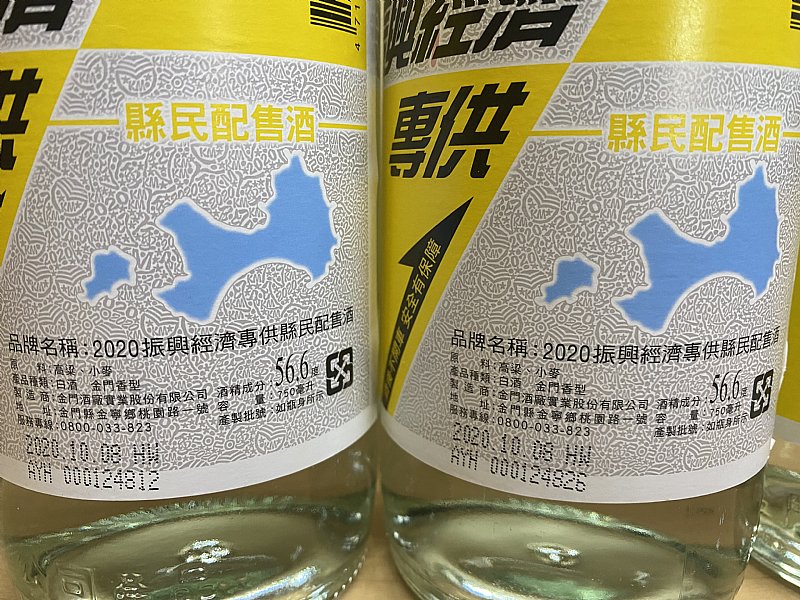 濟
供
縣民配售酒
品牌名稱：2020振興經濟專供縣民配售酒
原　料：高粱、小麥
產品種類：白酒　金門香型
製造商：金門酒廠實業股份有限公司
地　址：金門縣金寧鄉桃園路一號
服務專線：0800-033-823
酒精成分：56.6度
容　量：750毫升
產製批號：如瓶身所示
2020.10.08 HW
AYN 000124812
471
興經濟
專供
縣民配售酒
安全有保障
品牌名稱：2020振興經濟專供縣民配售酒
原　料：高粱、小麥
產品種類：白酒　金門香型
製造商：金門酒廠實業股份有限公司
地　址：金門縣金寧鄉桃園路一號
服務專線：0800-033-823
酒精成分：56.6度
容　量：750毫升
產製批號：如瓶身所示
2020.10.08 HW
AYN 000124826